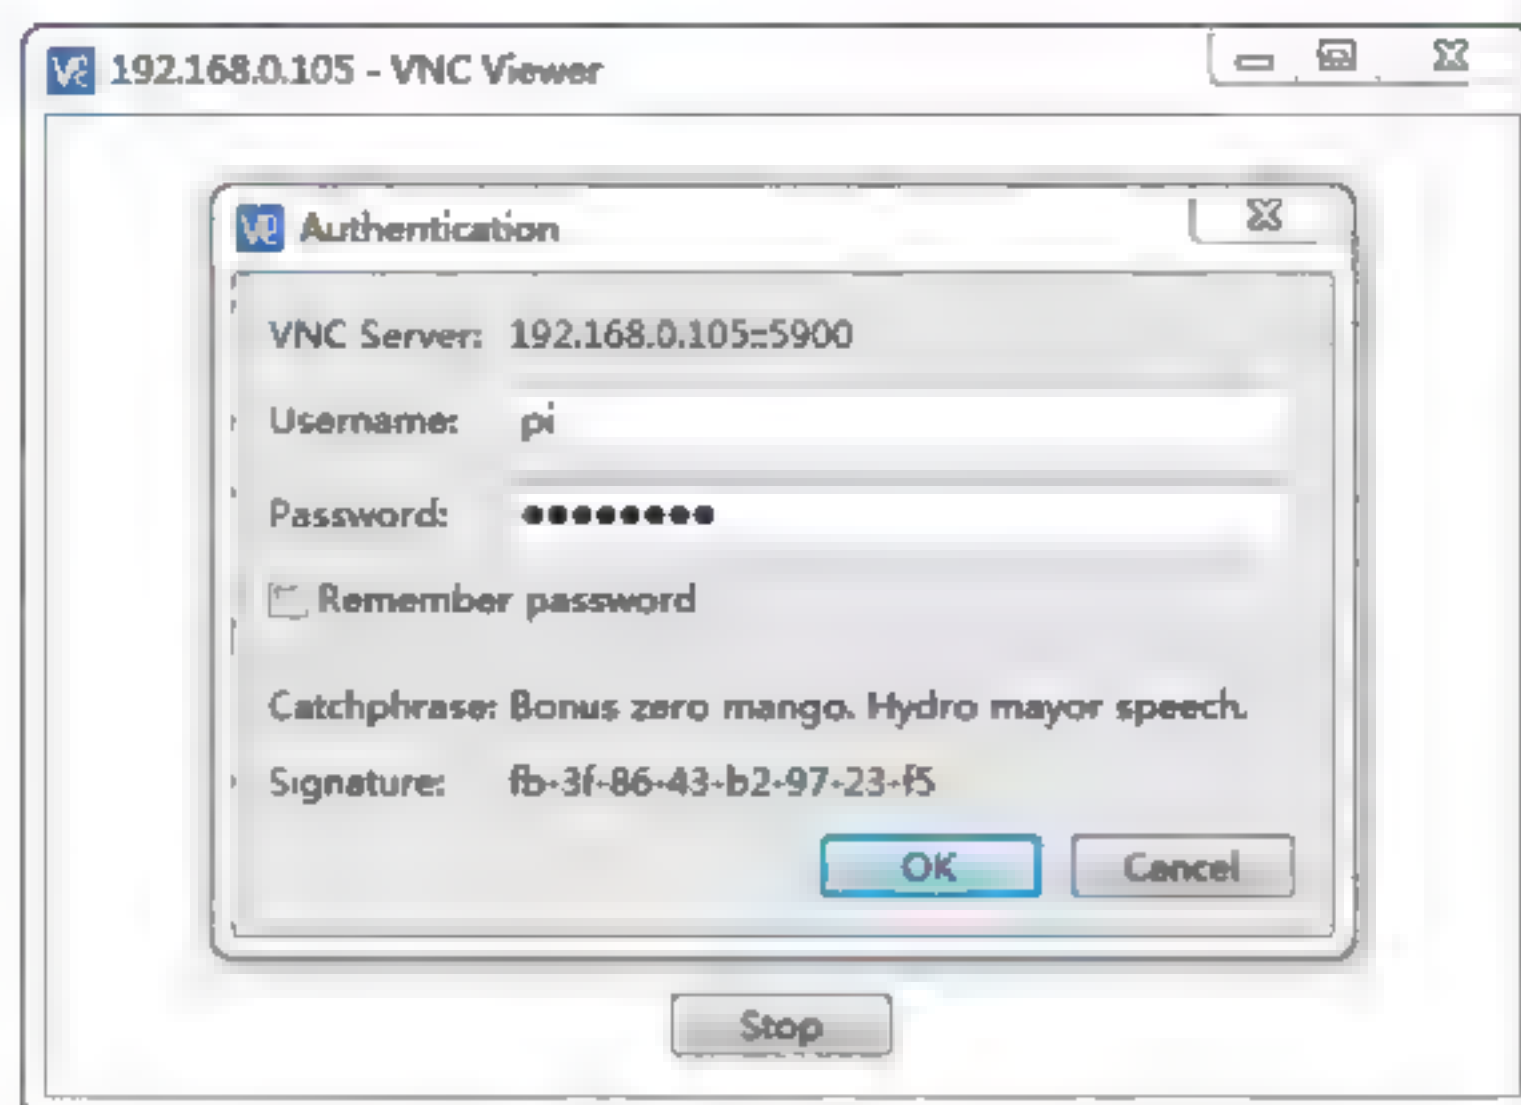 192.168.0.105 - VNC Viewer
Authentication
VNC Server: 192.168.0.105::5900
Username: pi
Password: ●●●●●●●●
Remember password
Catchphrase: Bonus zero mango. Hydro mayor speech.
Signature: fb-3f-86-43-b2-97-23-f5
OK Cancel
Stop